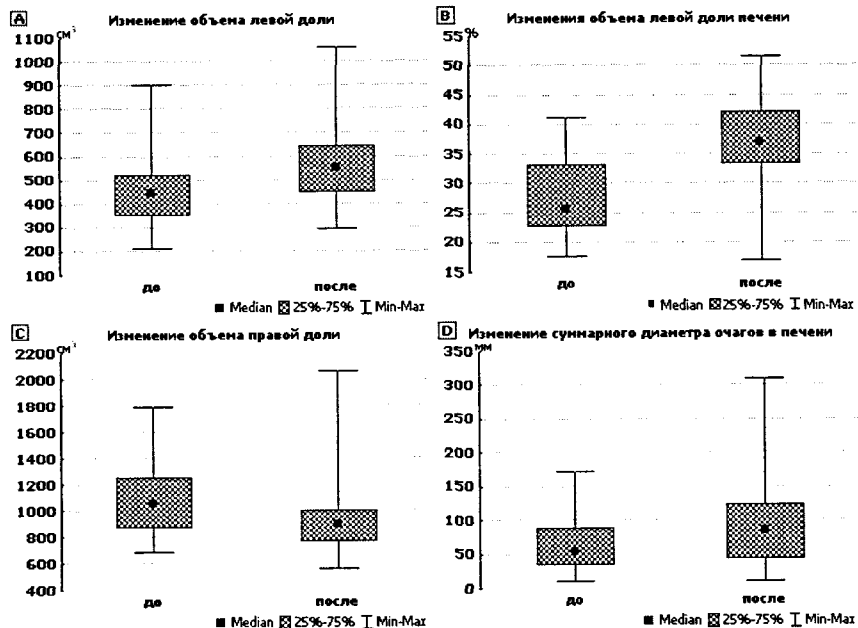 A Изменение объема левой доли
1100 см³
1000
900
800
700
600
500
400
300
200
100
до после
Median 25%-75% Min-Max
B Изменения объема левой доли печени
55 %
50
45
40
35
30
25
20
15
до после
Median 25%-75% Min-Max
C Изменение объема правой доли
2200 см³
2000
1800
1600
1400
1200
1000
800
600
400
до после
Median 25%-75% Min-Max
D Изменение суммарного диаметра очагов в печени
350 мм
300
250
200
150
100
50
0
до после
Median 25%-75% Min-Max